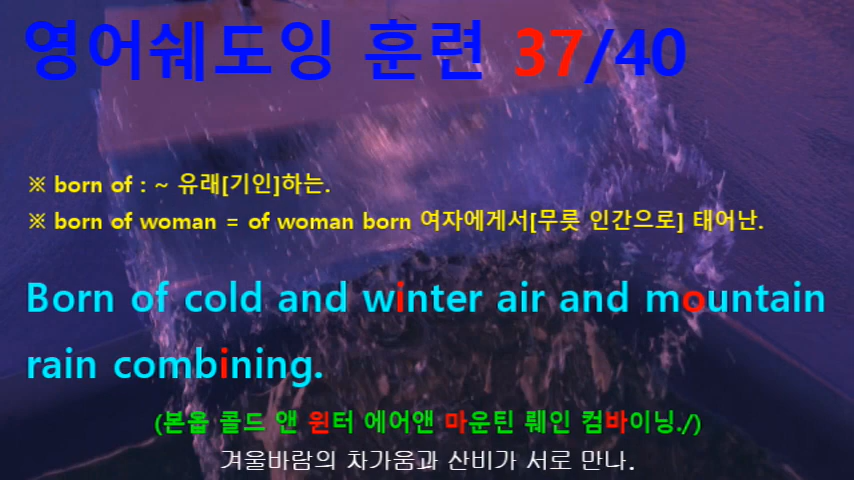 영어쉐도잉 훈련 37/40
※ born of : ~ 유래[기인]하는.
※ born of woman = of woman born 여자에게서[무릇 인간으로] 태어난.
Born of cold and winter air and mountain
rain combining.
(본옵 콜드 앤 윈터 에어앤 마운틴 뤠인 컴바이닝./)
겨울바람의 차가움과 산비가 서로 만나.